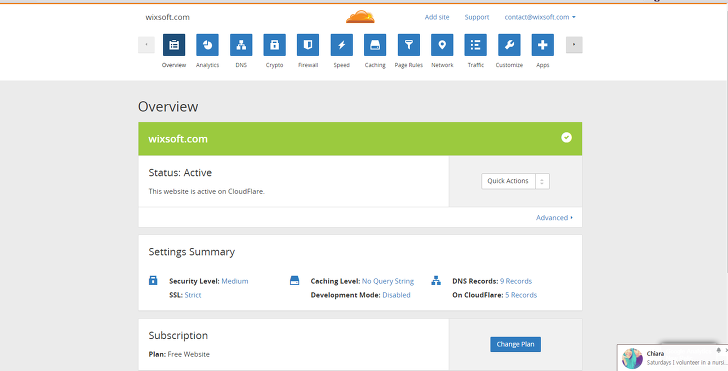 wixsoft.com
Add site
Support
contact@wixsoft.com
Overview
Analytics
DNS
Crypto
Firewall
Speed
Caching
Page Rules
Network
Traffic
Customize
Apps
Overview
wixsoft.com
Status: Active
This website is active on CloudFlare.
Quick Actions
Advanced
Settings Summary
Security Level: Medium
Caching Level: No Query String
DNS Records: 9 Records
SSL: Strict
Development Mode: Disabled
On CloudFlare: 5 Records
Subscription
Plan: Free Website
Change Plan
Chiara
Saturdays I volunteer in a nursi...